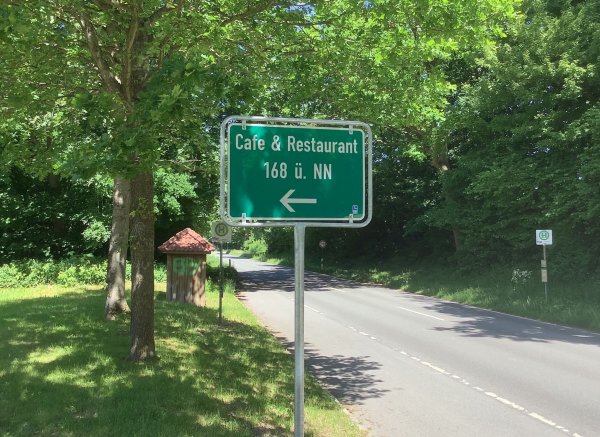 Cafe & Restaurant
168 ü. NN
H
H